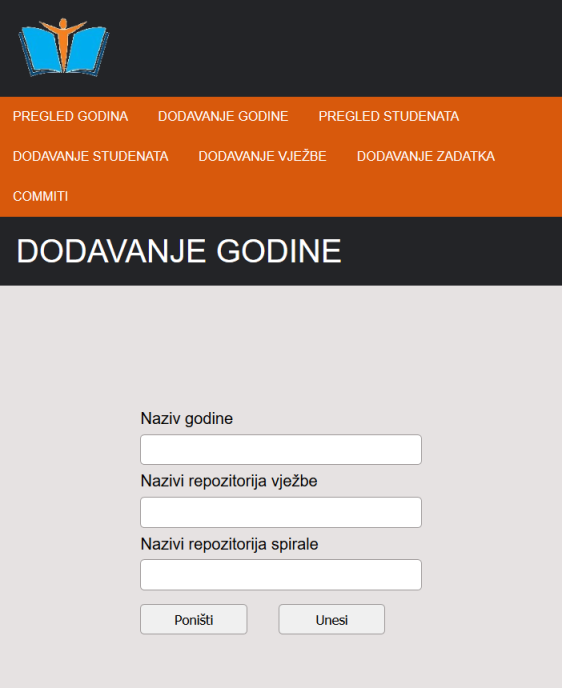 PREGLED GODINA DODAVANJE GODINE PREGLED STUDENATA
DODAVANJE STUDENATA DODAVANJE VJEŽBE DODAVANJE ZADATKA
COMMITI
DODAVANJE GODINE
Naziv godine
Nazivi repozitorija vježbe
Nazivi repozitorija spirale
Poništi Unesi